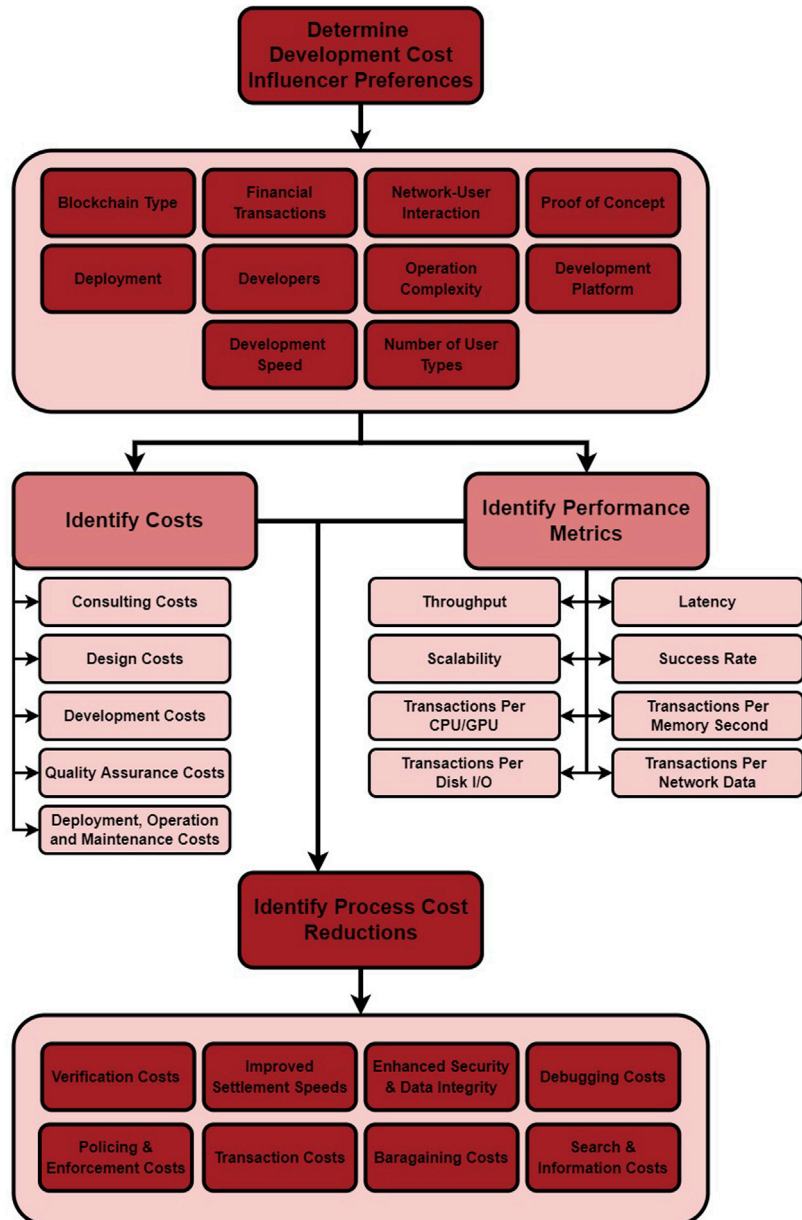 Determine
Development Cost
Influencer Preferences
Blockchain Type
Financial
Transactions
Network-User
Interaction
Proof of Concept
Deployment
Developers
Operation
Complexity
Development
Platform
Development
Speed
Number of User
Types
Identify Costs
Identify Performance
Metrics
Consulting Costs
Design Costs
Development Costs
Quality Assurance Costs
Deployment, Operation
and Maintenance Costs
Throughput
Latency
Scalability
Success Rate
Transactions Per
CPU/GPU
Transactions Per
Memory Second
Transactions Per
Disk I/O
Transactions Per
Network Data
Identify Process Cost
Reductions
Verification Costs
Improved
Settlement Speeds
Enhanced Security
& Data Integrity
Debugging Costs
Policing &
Enforcement Costs
Transaction Costs
Baragaining Costs
Search &
Information Costs